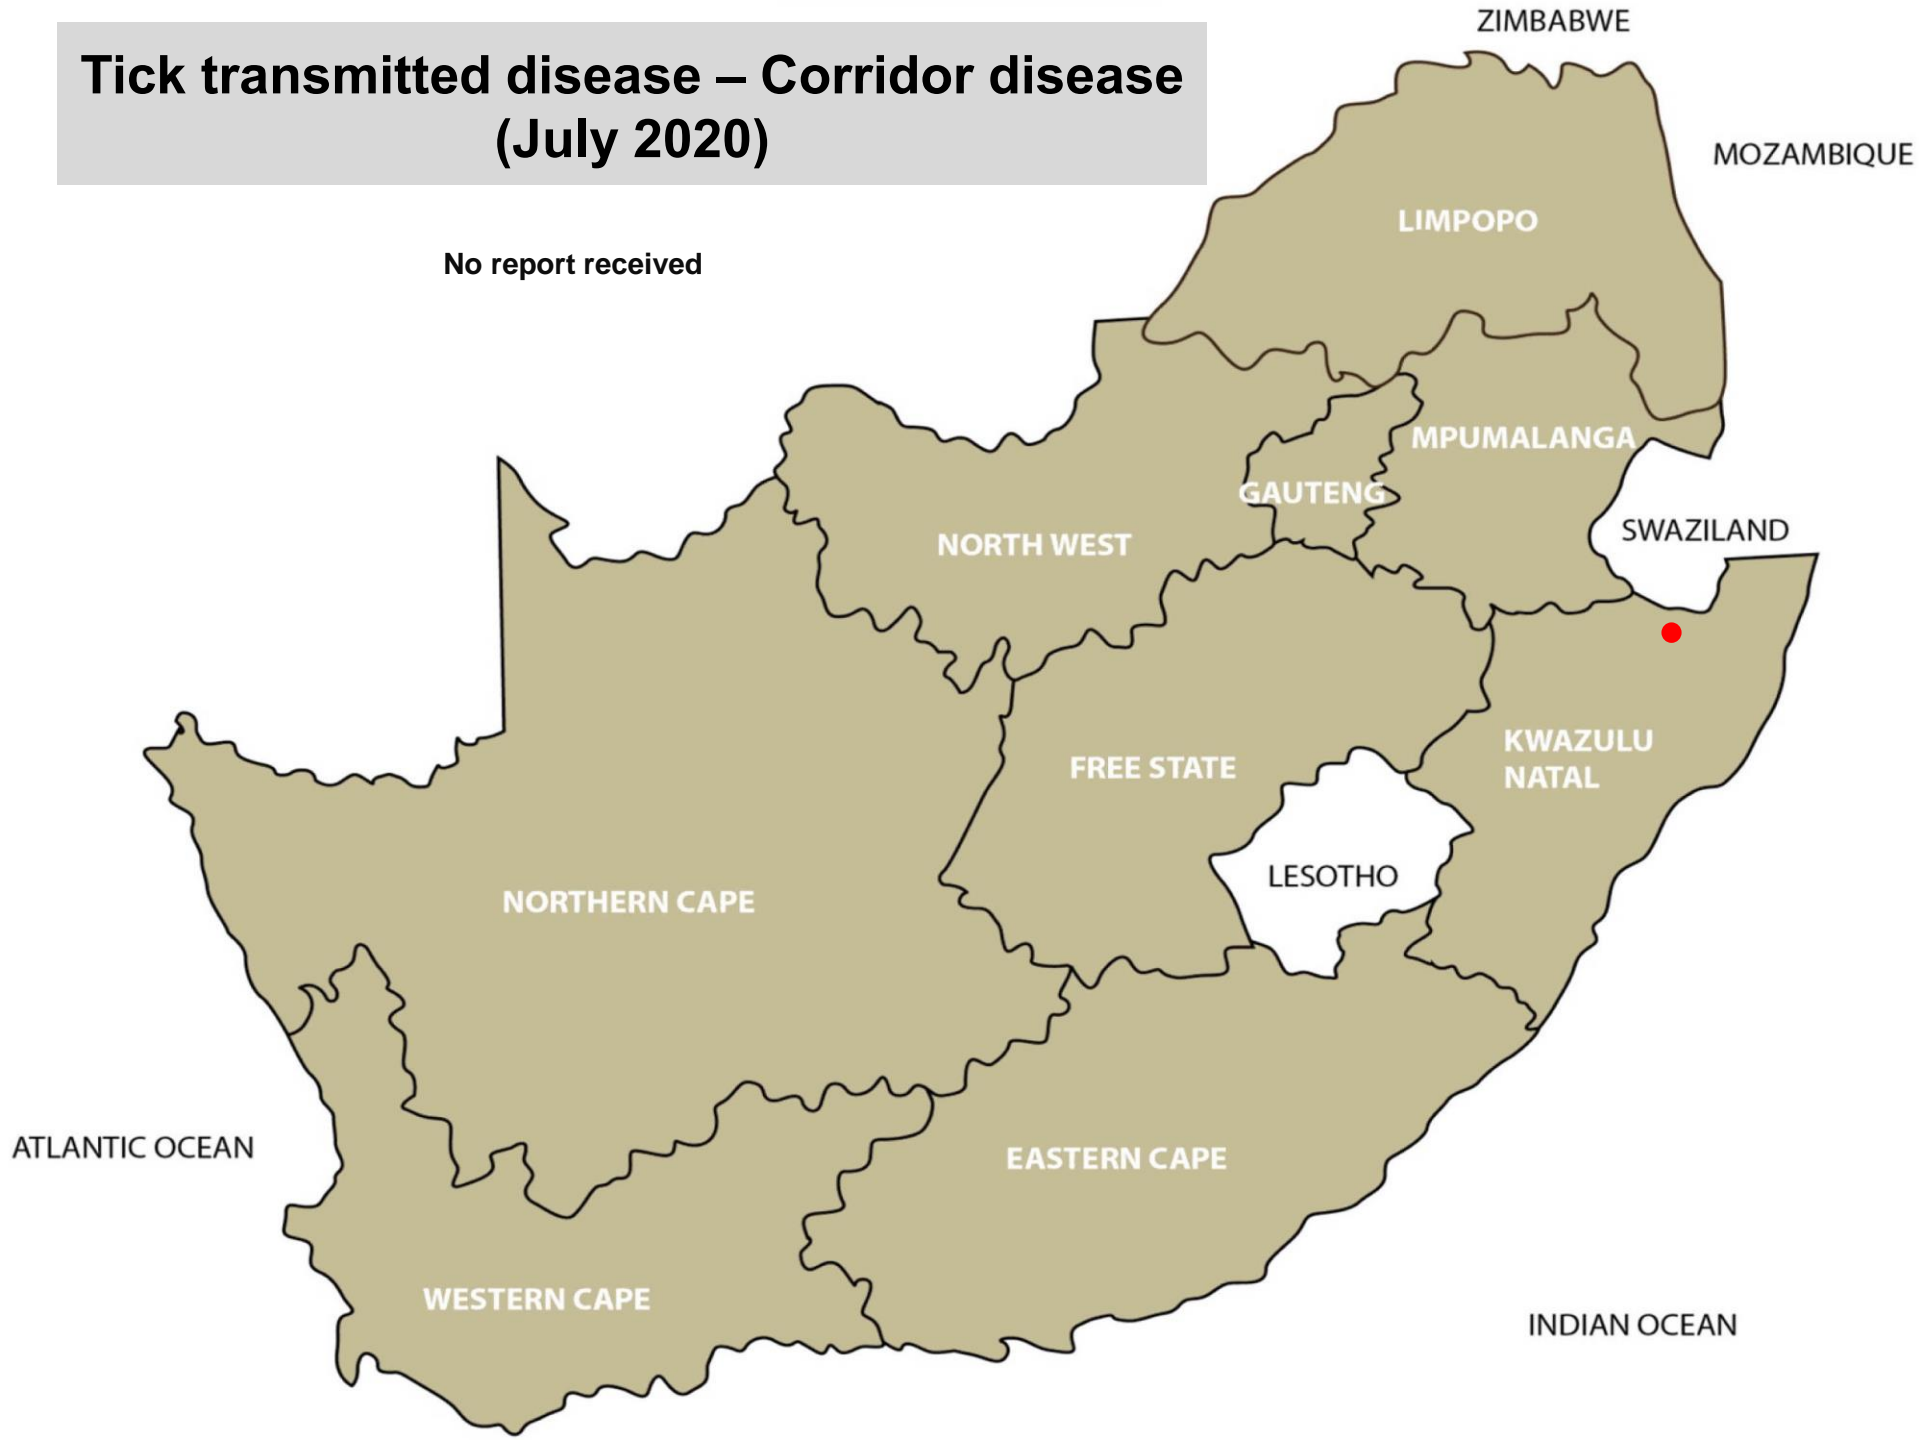 Tick transmitted disease – Corridor disease
(July 2020)
No report received
ZIMBABWE
MOZAMBIQUE
LIMPOPO
MPUMALANGA
GAUTENG
SWAZILAND
NORTH WEST
KWAZULU
NATAL
FREE STATE
LESOTHO
NORTHERN CAPE
ATLANTIC OCEAN
EASTERN CAPE
WESTERN CAPE
INDIAN OCEAN